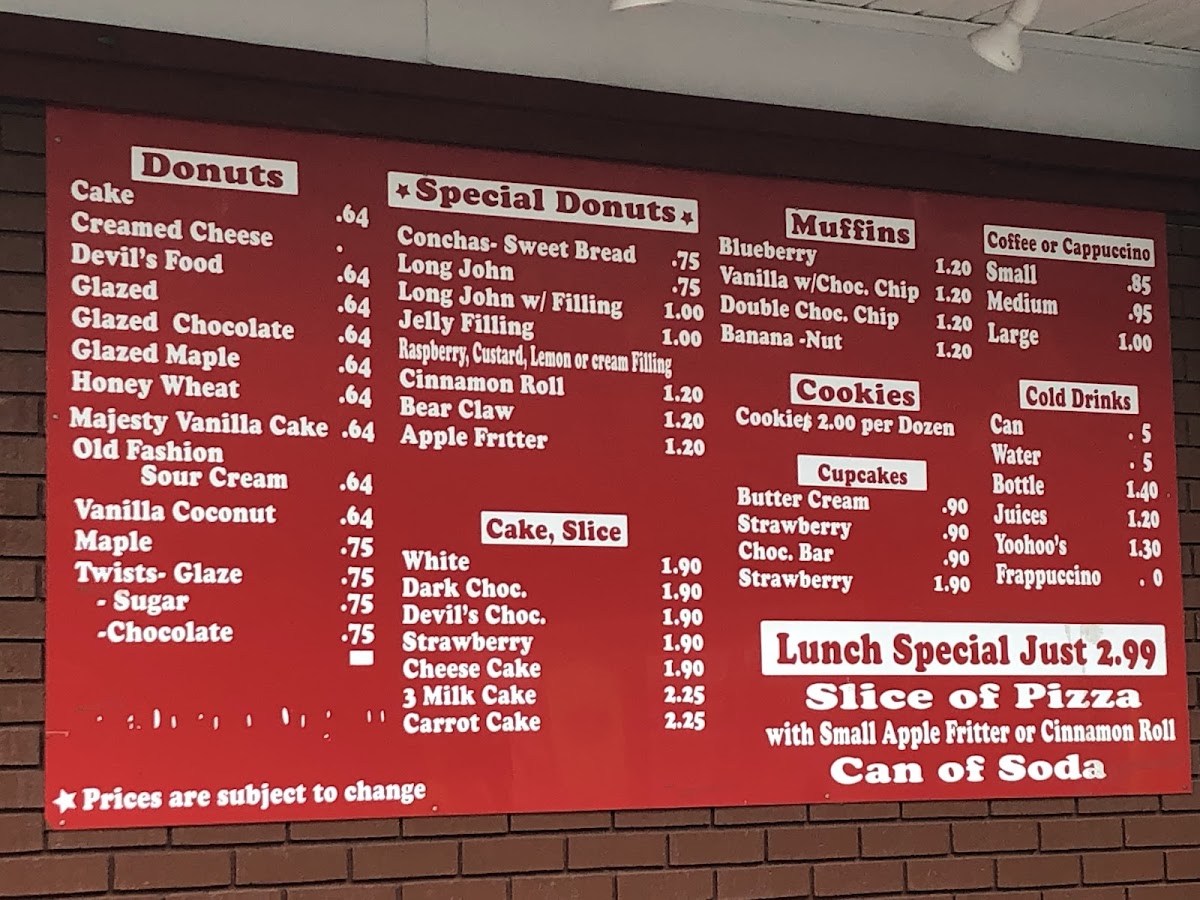 Donuts
Cake .64
Creamed Cheese .
Devil's Food .64
Glazed .64
Glazed Chocolate .64
Glazed Maple .64
Honey Wheat .64
Majesty Vanilla Cake .64
Old Fashion
Sour Cream .64
Vanilla Coconut .64
Maple .75
Twists- Glaze .75
- Sugar .75
-Chocolate .75
★ Prices are subject to change
★ Special Donuts ★
Conchas- Sweet Bread .75
Long John .75
Long John w/ Filling 1.00
Jelly Filling 1.00
Raspberry, Custard, Lemon or cream Filling
Cinnamon Roll 1.20
Bear Claw 1.20
Apple Fritter 1.20
Cake, Slice
White 1.90
Dark Choc. 1.90
Devil's Choc. 1.90
Strawberry 1.90
Cheese Cake 1.90
3 Milk Cake 2.25
Carrot Cake 2.25
Muffins
Blueberry 1.20
Vanilla w/Choc. Chip 1.20
Double Choc. Chip 1.20
Banana -Nut 1.20
Cookies
Cookies 2.00 per Dozen
Cupcakes
Butter Cream .90
Strawberry .90
Choc. Bar .90
Strawberry 1.90
Coffee or Cappuccino
Small .85
Medium .95
Large 1.00
Cold Drinks
Can . 5
Water . 5
Bottle 1.40
Juices 1.20
Yoohoo's 1.30
Frappuccino . 0
Lunch Special Just 2.99
Slice of Pizza
with Small Apple Fritter or Cinnamon Roll
Can of Soda